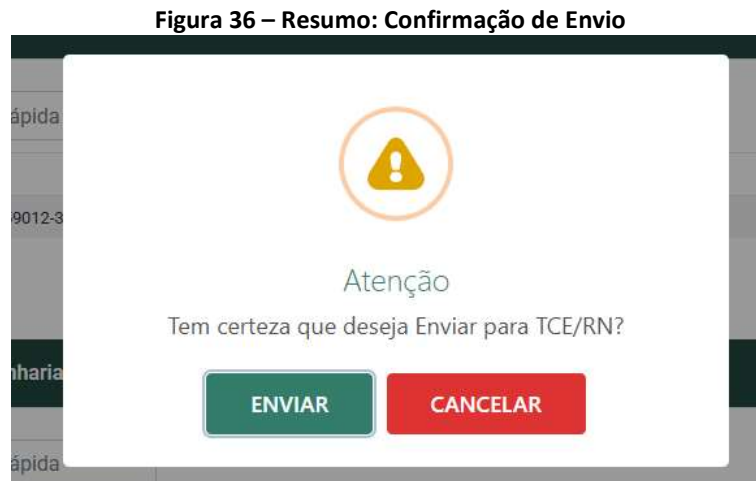 Figura 36 – Resumo: Confirmação de Envio
ápida
9012-3
Atenção
Tem certeza que deseja Enviar para TCE/RN?
nharia
ENVIAR
CANCELAR
ápida